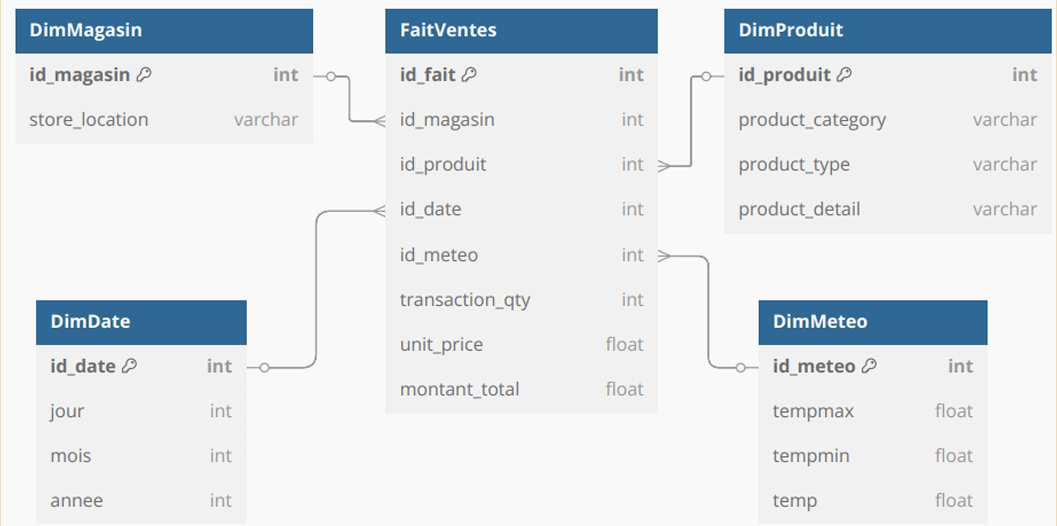 DimMagasin
id_magasin int
store_location varchar
FaitVentes
id_fait int
id_magasin int
id_produit int
id_date int
id_meteo int
transaction_qty int
unit_price float
montant_total float
DimProduit
id_produit int
product_category varchar
product_type varchar
product_detail varchar
DimDate
id_date int
jour int
mois int
annee int
DimMeteo
id_meteo int
tempmax float
tempmin float
temp float